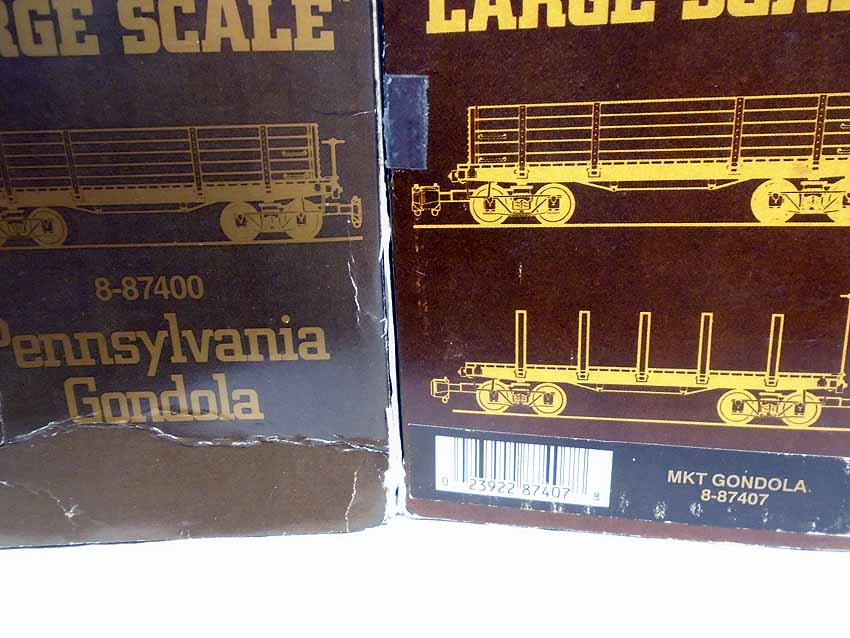 RGE SCALE
8-87400
Pennsylvania
Gondola
LARGE SCA
0 23922 87407 8
MKT GONDOLA
8-87407